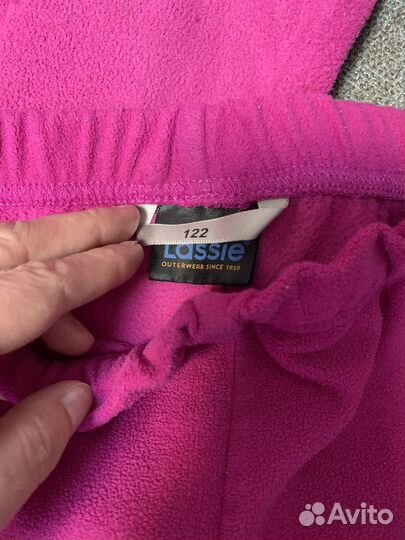 122
Lassie
OUTERWEAR SINCE 1959
Avito